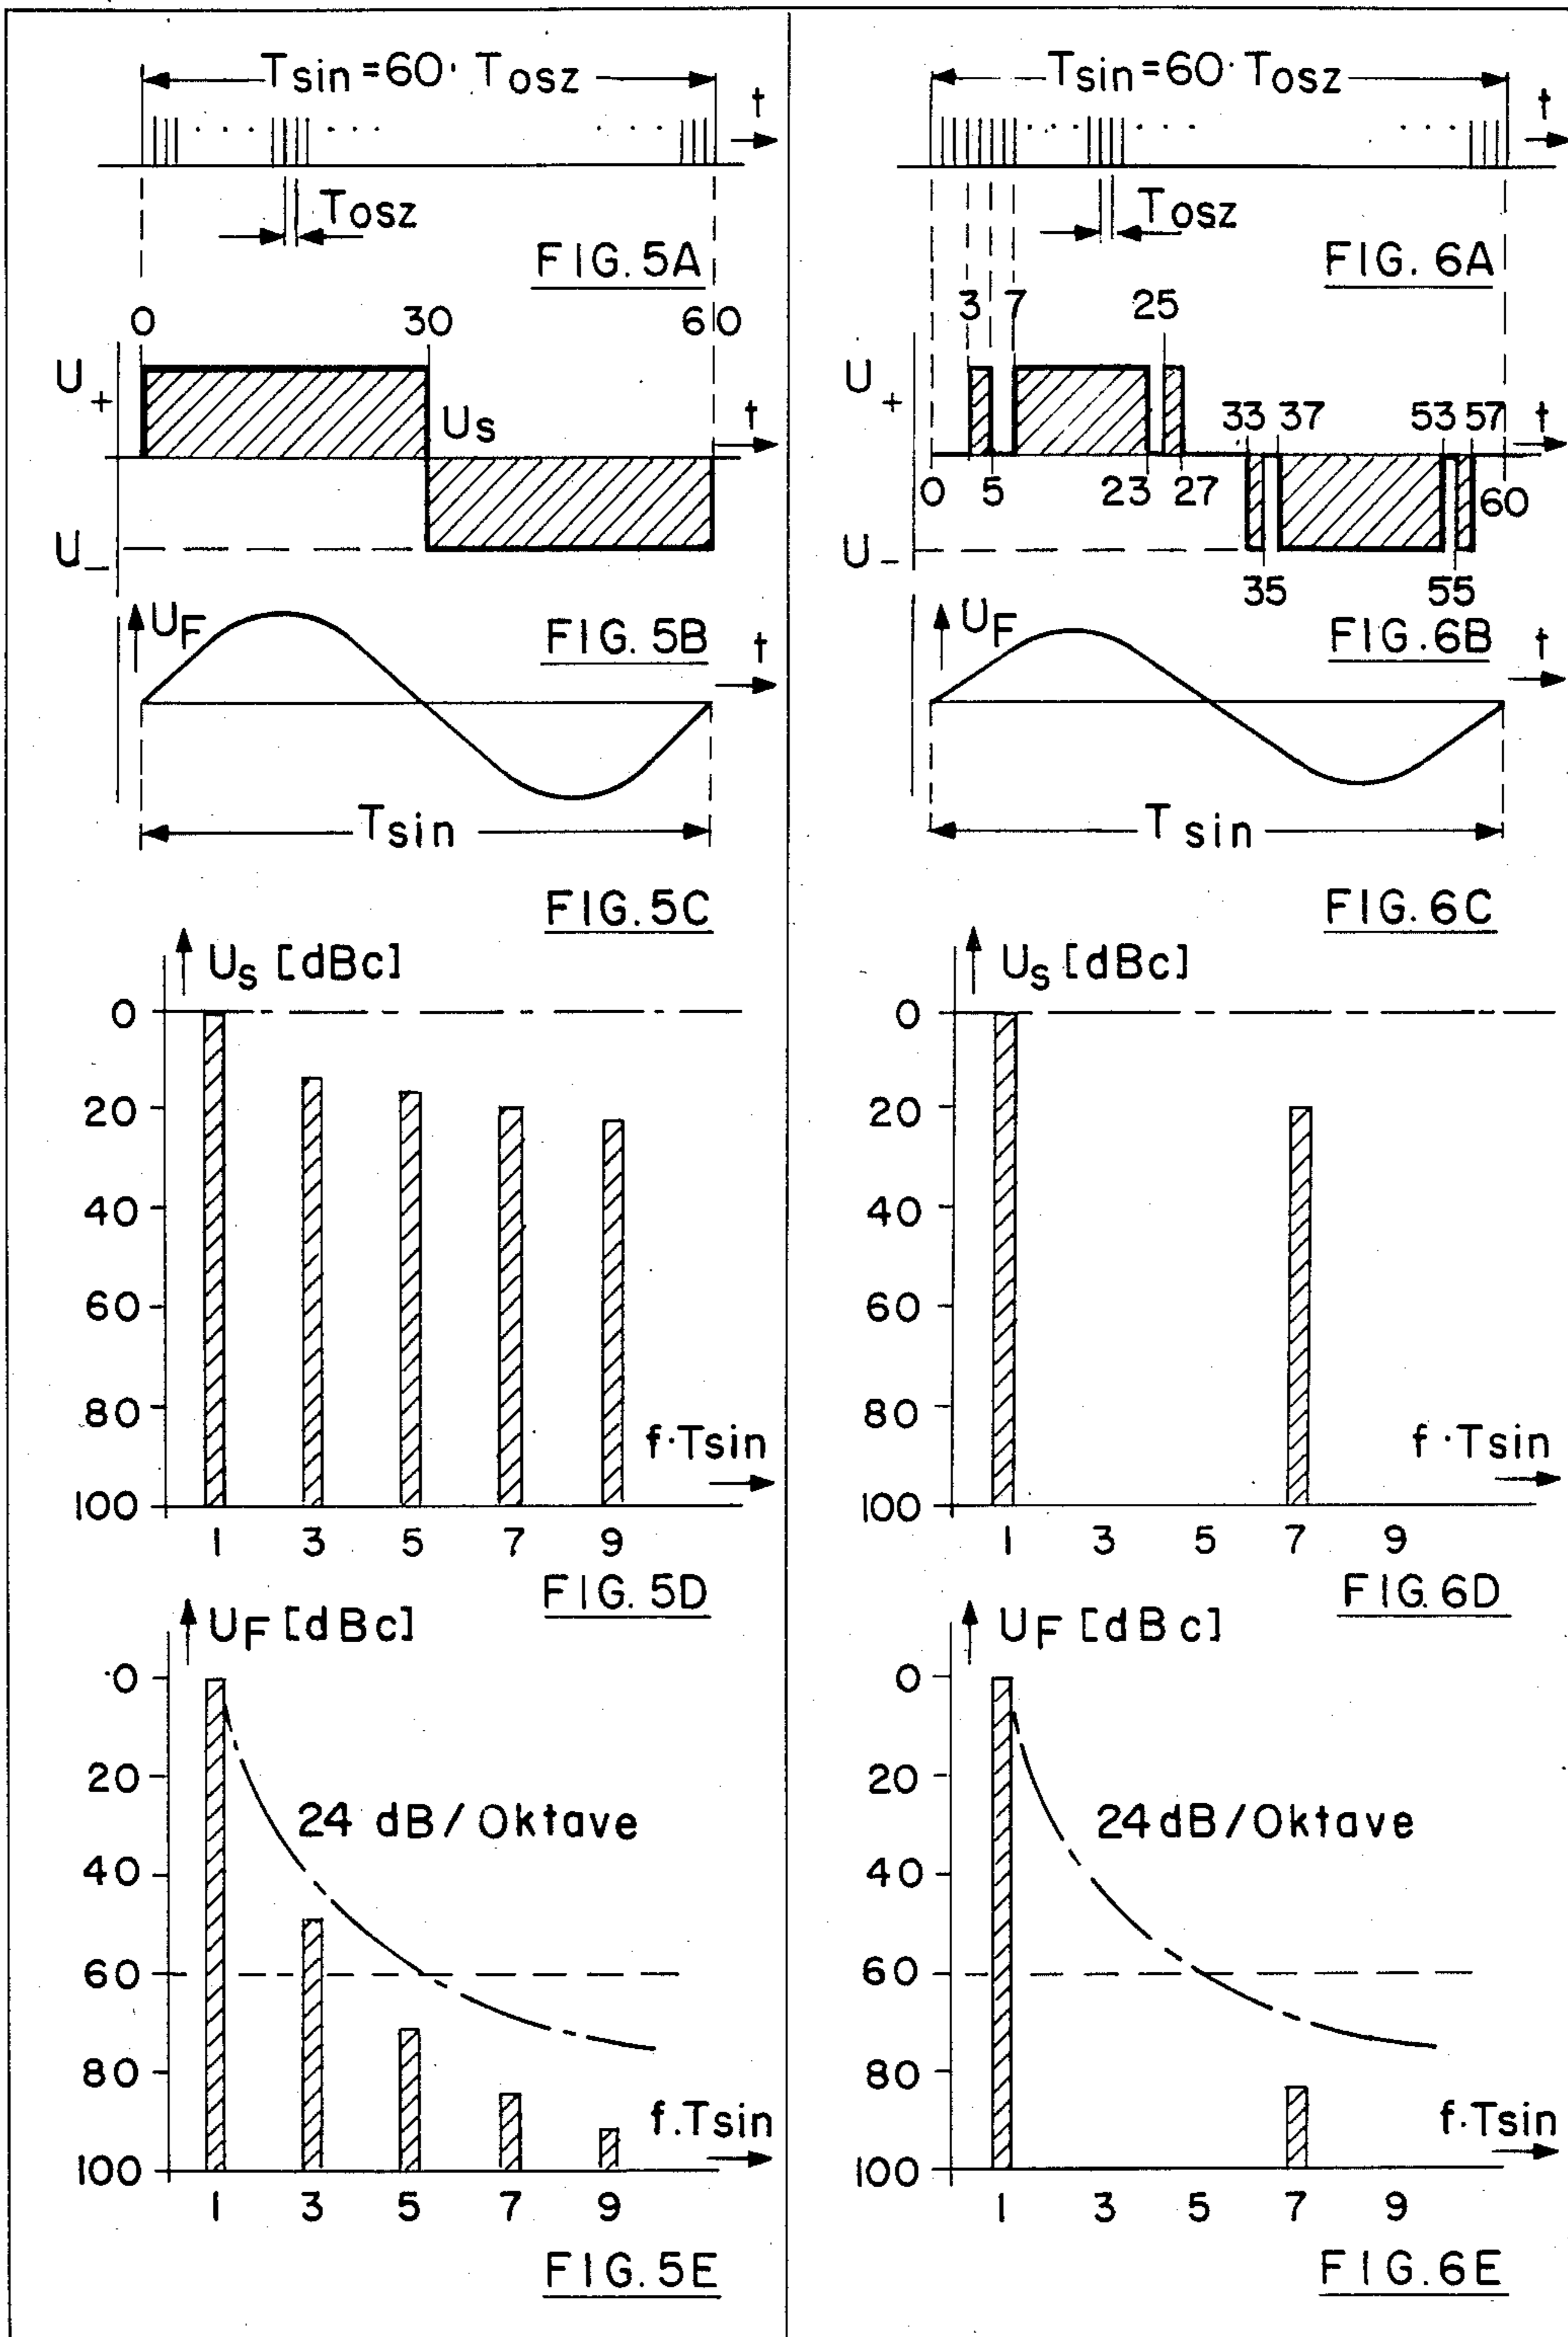 Tsin=60· Tosz
t
Tosz
FIG. 5A
0 30 60
U+
Us
t
U-
UF
FIG. 5B
t
Tsin
FIG. 5C
Us [dBc]
0
20
40
60
80
100
f·Tsin
1 3 5 7 9
FIG. 5D
UF [dBc]
0
20
24 dB/Oktave
40
60
80
f.Tsin
100
1 3 5 7 9
FIG. 5E
Tsin=60·Tosz
t
Tosz
FIG. 6A
3 7 25
U+
33 37 53 57 t
0 5 23 27 60
U-
35 55
UF
FIG.6B
t
Tsin
FIG. 6C
Us [dBc]
0
20
40
60
80
100
f·Tsin
1 3 5 7 9
FIG.6D
UF [dBc]
0
20
24dB/Oktave
40
60
80
f·Tsin
100
1 3 5 7 9
FIG.6E